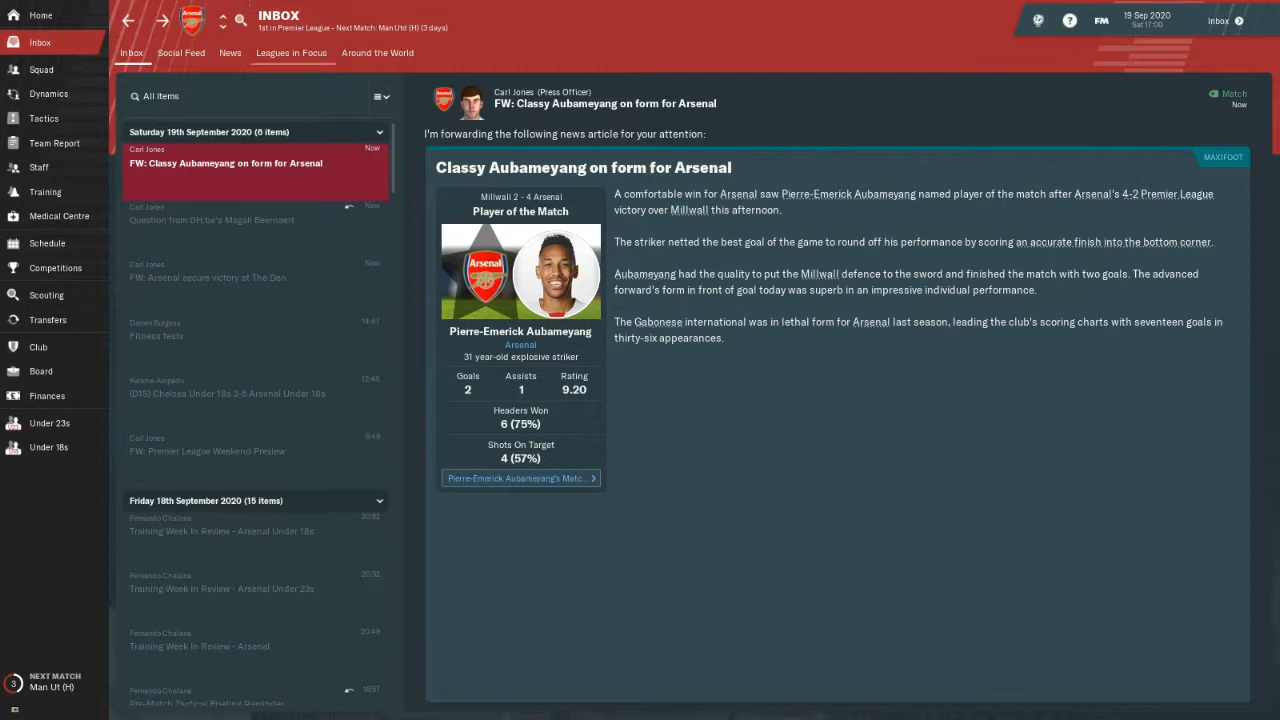 Home
Inbox
Squad
Dynamics
Tactics
Team Report
Staff
Training
Medical Centre
Schedule
Competitions
Scouting
Transfers
Club
Board
Finances
Under 23s
Under 18s
3
NEXT MATCH
Man Ut (H)
INBOX
1st in Premier League - Next Match: Man Utd (H) (3 days)
FM
19 Sep 2020
Sat 17:00
Inbox
Inbox
Social Feed
News
Leagues in Focus
Around the World
All Items
Saturday 19th September 2020 (6 items)
Carl Jones
Now
FW: Classy Aubameyang on form for Arsenal
Carl Jones
Now
Question from DH.be's Magali Beernaert
Carl Jones
Now
FW: Arsenal secure victory at The Den
Darren Burgess
14:47
Fitness tests
Kwame Ampadu
(D1S) Chelsea Under 18s 2-6 Arsenal Under 18s
Carl Jones
9:49
FW: Premier League Weekend Preview
Friday 18th September 2020 (15 items)
Fernando Chalana
20:52
Training Week In Review - Arsenal Under 18s
Fernando Chalana
20:52
Training Week In Review - Arsenal Under 23s
Fernando Chalana
20:49
Training Week In Review - Arsenal
Fernando Chalana
18:57
Pre-Match Tactical Briefing Reminder
Carl Jones (Press Officer)
FW: Classy Aubameyang on form for Arsenal
Match
Now
I'm forwarding the following news article for your attention:
MAXIFOOT
Classy Aubameyang on form for Arsenal
Millwall 2 - 4 Arsenal
Player of the Match
Arsenal
Pierre-Emerick Aubameyang
Arsenal
31 year-old explosive striker
Goals Assists Rating
2 1 9.20
Headers Won
6 (75%)
Shots On Target
4 (57%)
Pierre-Emerick Aubameyang's Matc...
A comfortable win for Arsenal saw Pierre-Emerick Aubameyang named player of the match after Arsenal's 4-2 Premier League
victory over Millwall this afternoon.
The striker netted the best goal of the game to round off his performance by scoring an accurate finish into the bottom corner.
Aubameyang had the quality to put the Millwall defence to the sword and finished the match with two goals. The advanced
forward's form in front of goal today was superb in an impressive individual performance.
The Gabonese international was in lethal form for Arsenal last season, leading the club's scoring charts with seventeen goals in
thirty-six appearances.